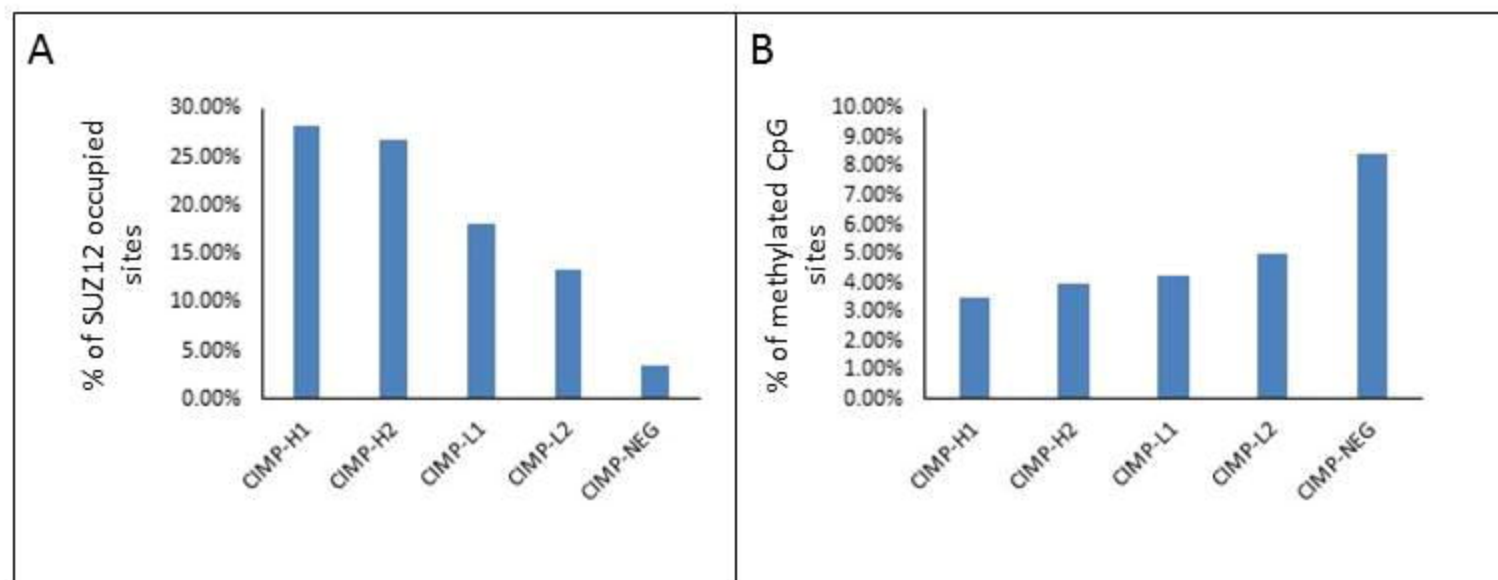 A
% of SUZ12 occupied
sites
30.00%
25.00%
20.00%
15.00%
10.00%
5.00%
0.00%
CIMP-H1
CIMP-H2
CIMP-L1
CIMP-L2
CIMP-NEG
B
% of methylated CpG
sites
10.00%
9.00%
8.00%
7.00%
6.00%
5.00%
4.00%
3.00%
2.00%
1.00%
0.00%
CIMP-H1
CIMP-H2
CIMP-L1
CIMP-L2
CIMP-NEG